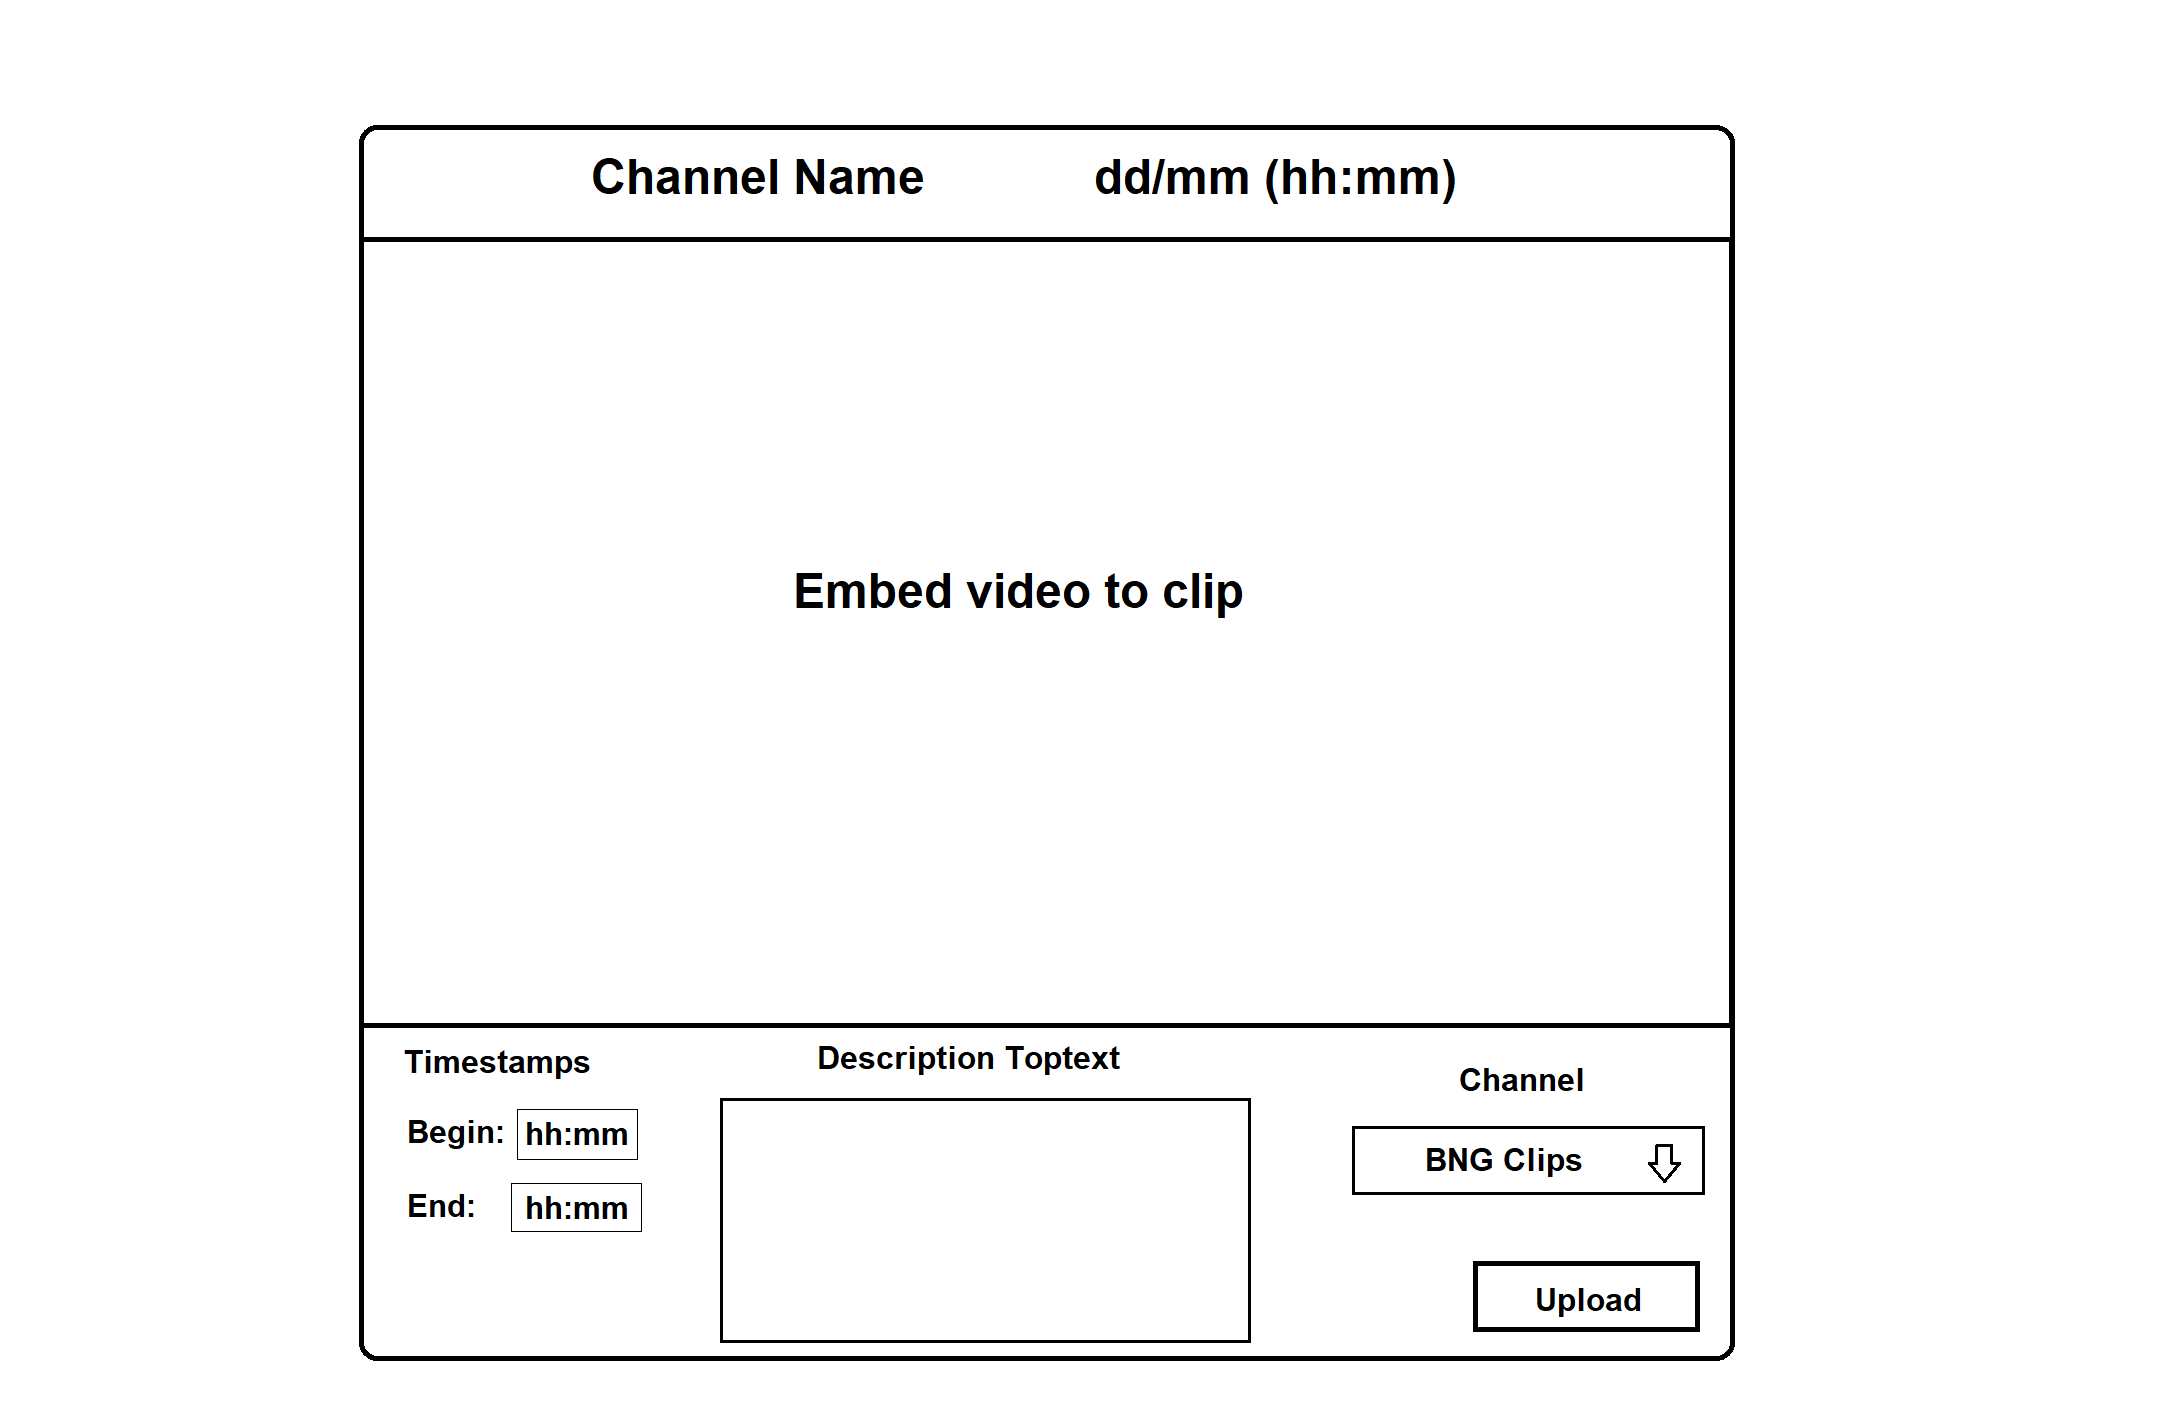 Channel Name dd/mm (hh:mm)
Embed video to clip
Timestamps
Begin: hh:mm
End: hh:mm
Description Toptext
Channel
BNG Clips
Upload